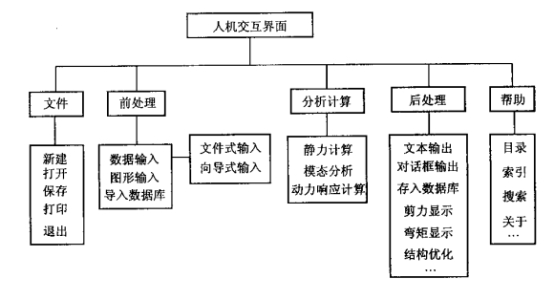 人机交互界面
文件
前处理
分析计算
后处理
帮助
新建
打开
保存
打印
退出
数据输入
图形输入
导入数据库
文件式输入
向导式输入
静力计算
模态分析
动力响应计算
文本输出
对话框输出
存入数据库
剪力显示
弯矩显示
结构优化
…
目录
索引
搜索
关于
…